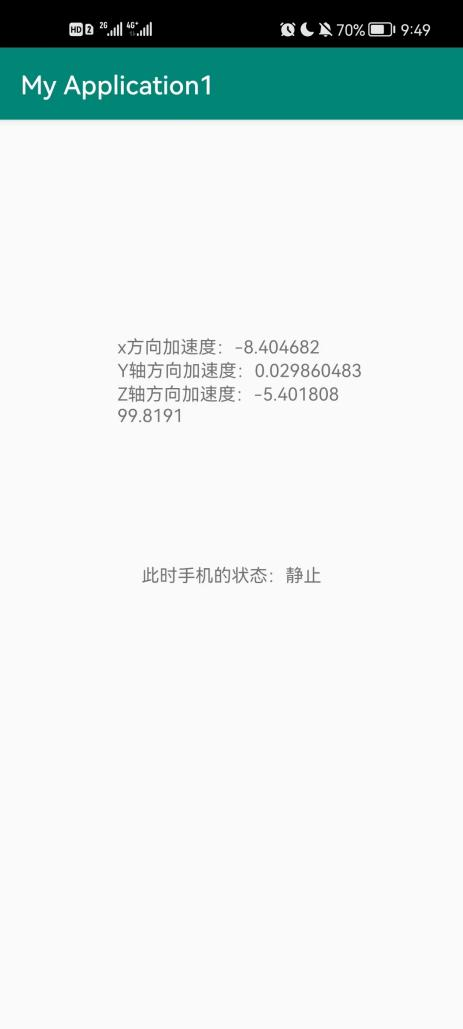 HD 2 2G 4G+ 70% 9:49
My Application1
x方向加速度：-8.404682
Y轴方向加速度：0.029860483
Z轴方向加速度：-5.401808
99.8191
此时手机的状态：静止